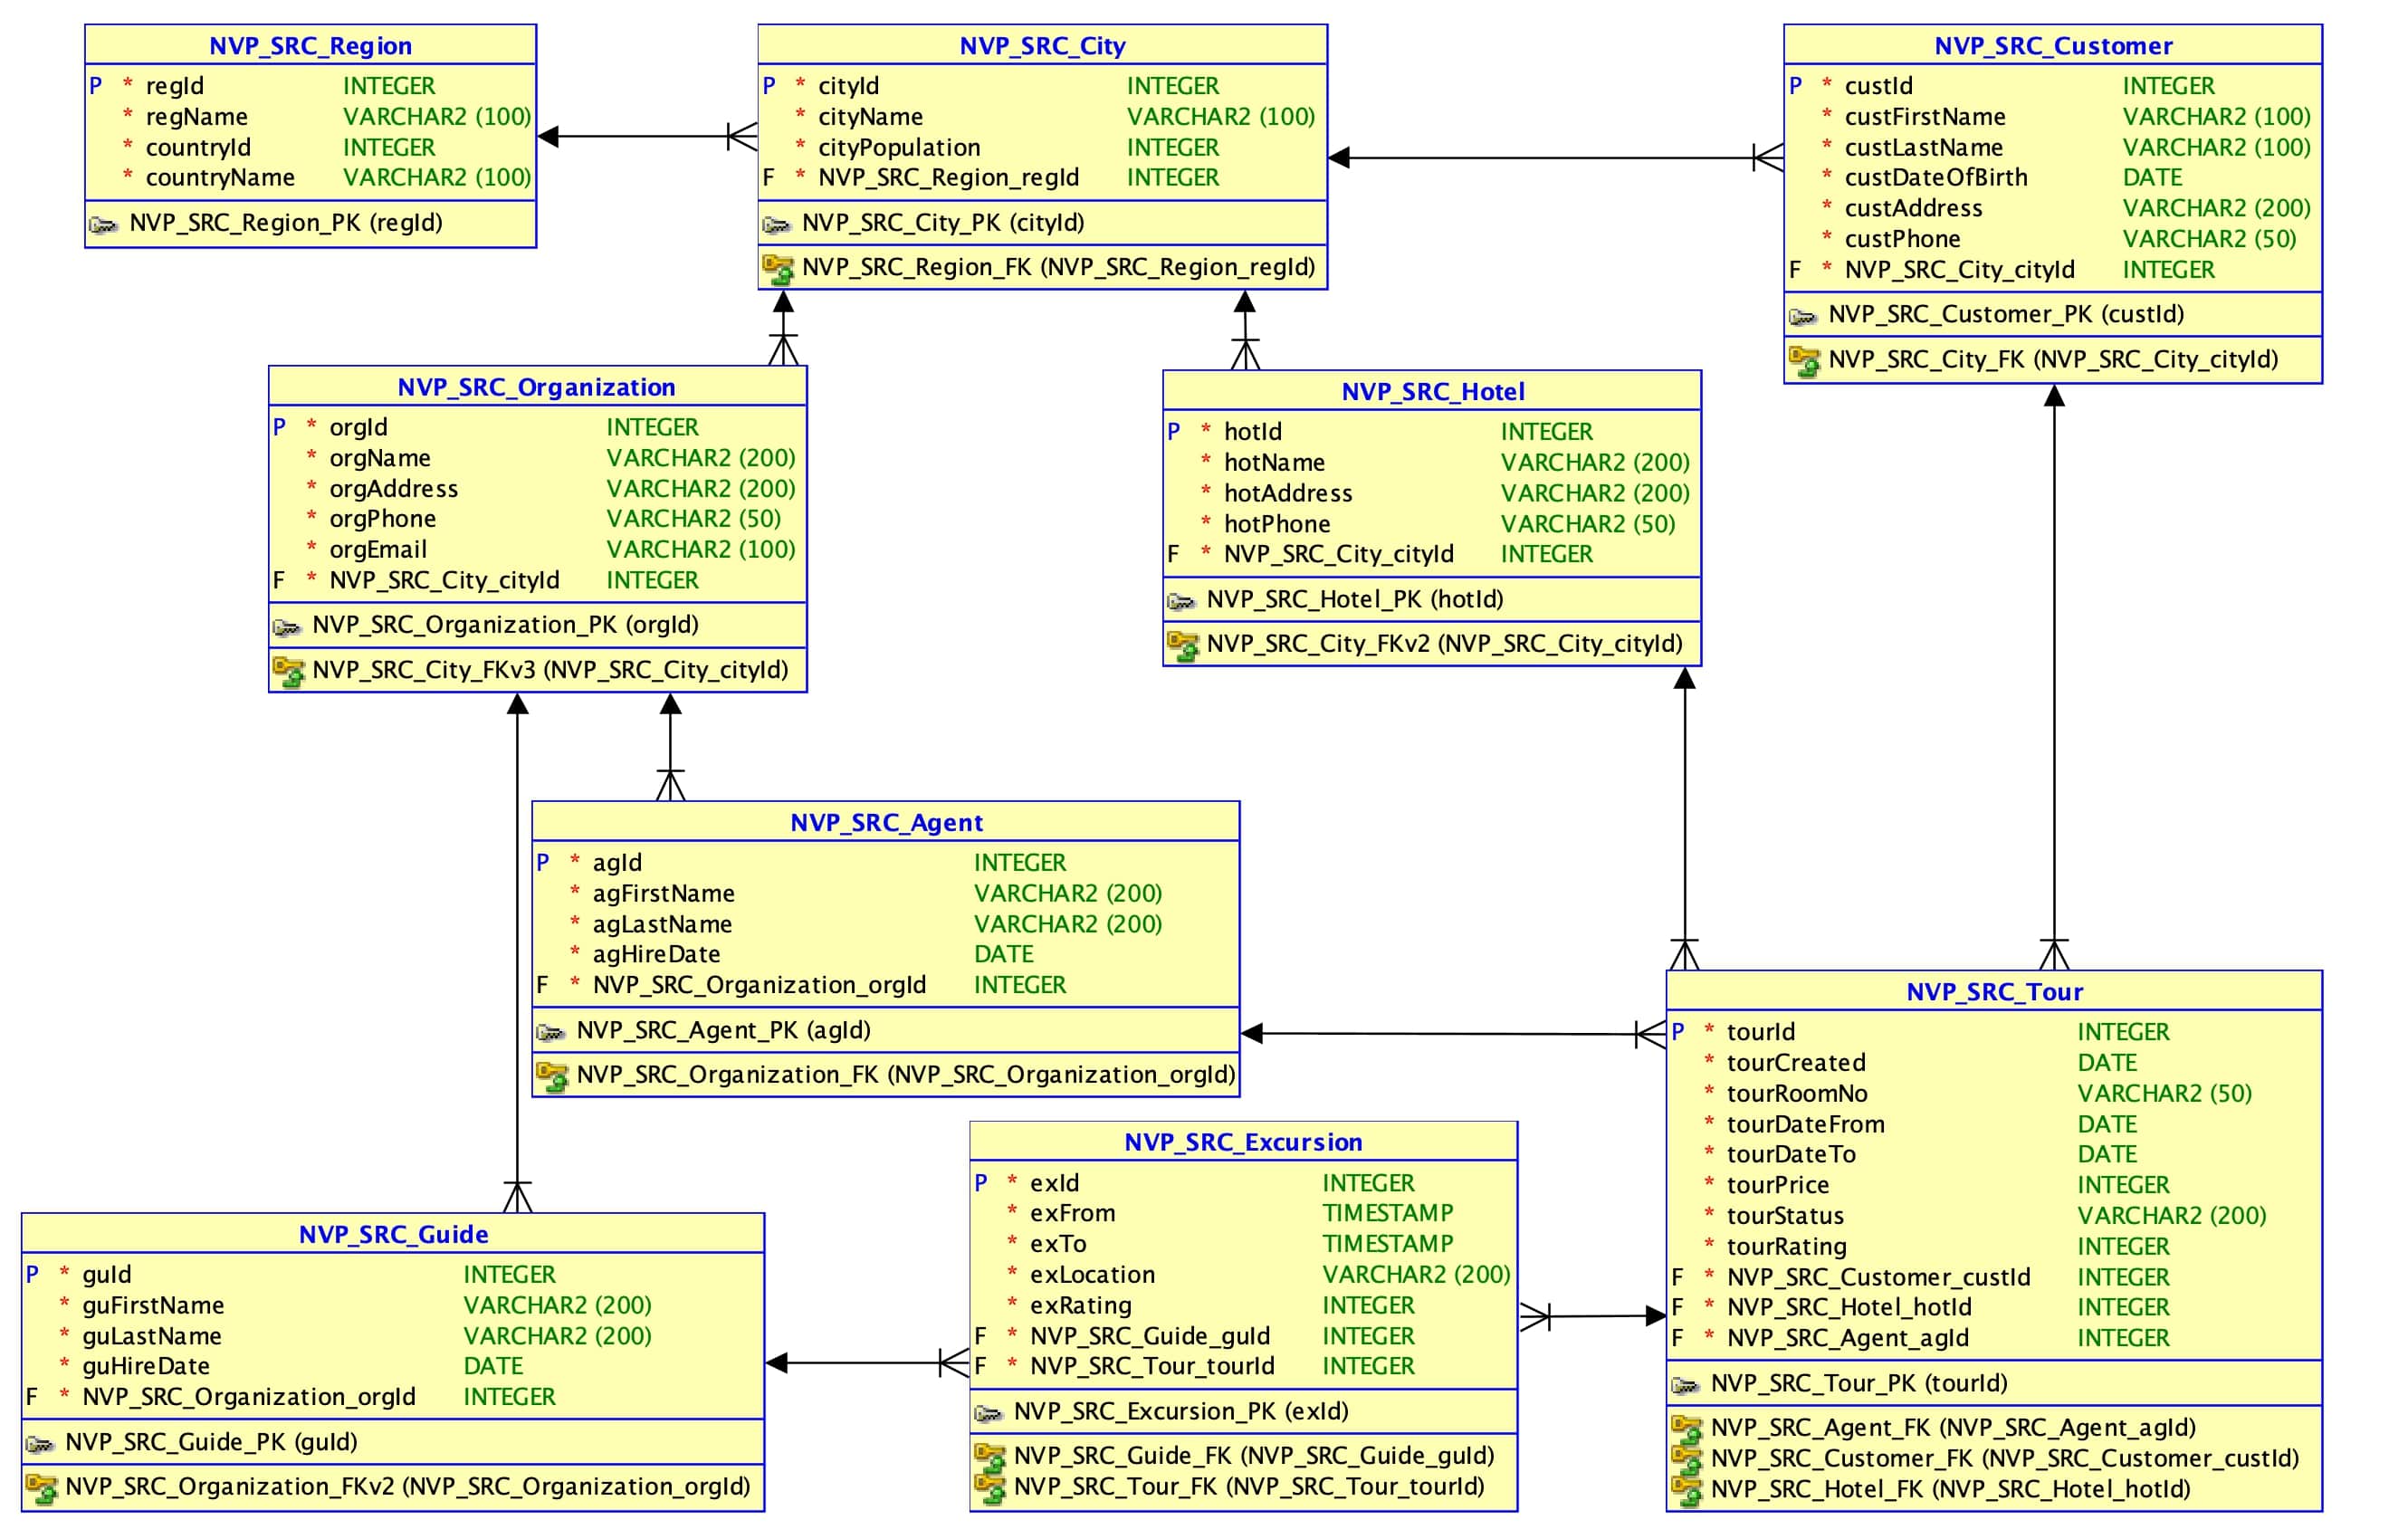 NVP_SRC_Region
P * regId INTEGER
* regName VARCHAR2 (100)
* countryId INTEGER
* countryName VARCHAR2 (100)
NVP_SRC_Region_PK (regId)
NVP_SRC_City
P * cityId INTEGER
* cityName VARCHAR2 (100)
* cityPopulation INTEGER
F * NVP_SRC_Region_regId INTEGER
NVP_SRC_City_PK (cityId)
NVP_SRC_Region_FK (NVP_SRC_Region_regId)
NVP_SRC_Customer
P * custId INTEGER
* custFirstName VARCHAR2 (100)
* custLastName VARCHAR2 (100)
* custDateOfBirth DATE
* custAddress VARCHAR2 (200)
* custPhone VARCHAR2 (50)
F * NVP_SRC_City_cityId INTEGER
NVP_SRC_Customer_PK (custId)
NVP_SRC_City_FK (NVP_SRC_City_cityId)
NVP_SRC_Organization
P * orgId INTEGER
* orgName VARCHAR2 (200)
* orgAddress VARCHAR2 (200)
* orgPhone VARCHAR2 (50)
* orgEmail VARCHAR2 (100)
F * NVP_SRC_City_cityId INTEGER
NVP_SRC_Organization_PK (orgId)
NVP_SRC_City_FKv3 (NVP_SRC_City_cityId)
NVP_SRC_Hotel
P * hotId INTEGER
* hotName VARCHAR2 (200)
* hotAddress VARCHAR2 (200)
* hotPhone VARCHAR2 (50)
F * NVP_SRC_City_cityId INTEGER
NVP_SRC_Hotel_PK (hotId)
NVP_SRC_City_FKv2 (NVP_SRC_City_cityId)
NVP_SRC_Agent
P * agId INTEGER
* agFirstName VARCHAR2 (200)
* agLastName VARCHAR2 (200)
* agHireDate DATE
F * NVP_SRC_Organization_orgId INTEGER
NVP_SRC_Agent_PK (agId)
NVP_SRC_Organization_FK (NVP_SRC_Organization_orgId)
NVP_SRC_Tour
P * tourId INTEGER
* tourCreated DATE
* tourRoomNo VARCHAR2 (50)
* tourDateFrom DATE
* tourDateTo DATE
* tourPrice INTEGER
* tourStatus VARCHAR2 (200)
* tourRating INTEGER
F * NVP_SRC_Customer_custId INTEGER
F * NVP_SRC_Hotel_hotId INTEGER
F * NVP_SRC_Agent_agId INTEGER
NVP_SRC_Tour_PK (tourId)
NVP_SRC_Agent_FK (NVP_SRC_Agent_agId)
NVP_SRC_Customer_FK (NVP_SRC_Customer_custId)
NVP_SRC_Hotel_FK (NVP_SRC_Hotel_hotId)
NVP_SRC_Excursion
P * exId INTEGER
* exFrom TIMESTAMP
* exTo TIMESTAMP
* exLocation VARCHAR2 (200)
* exRating INTEGER
F * NVP_SRC_Guide_guId INTEGER
F * NVP_SRC_Tour_tourId INTEGER
NVP_SRC_Excursion_PK (exId)
NVP_SRC_Guide_FK (NVP_SRC_Guide_guId)
NVP_SRC_Tour_FK (NVP_SRC_Tour_tourId)
NVP_SRC_Guide
P * guId INTEGER
* guFirstName VARCHAR2 (200)
* guLastName VARCHAR2 (200)
* guHireDate DATE
F * NVP_SRC_Organization_orgId INTEGER
NVP_SRC_Guide_PK (guId)
NVP_SRC_Organization_FKv2 (NVP_SRC_Organization_orgId)